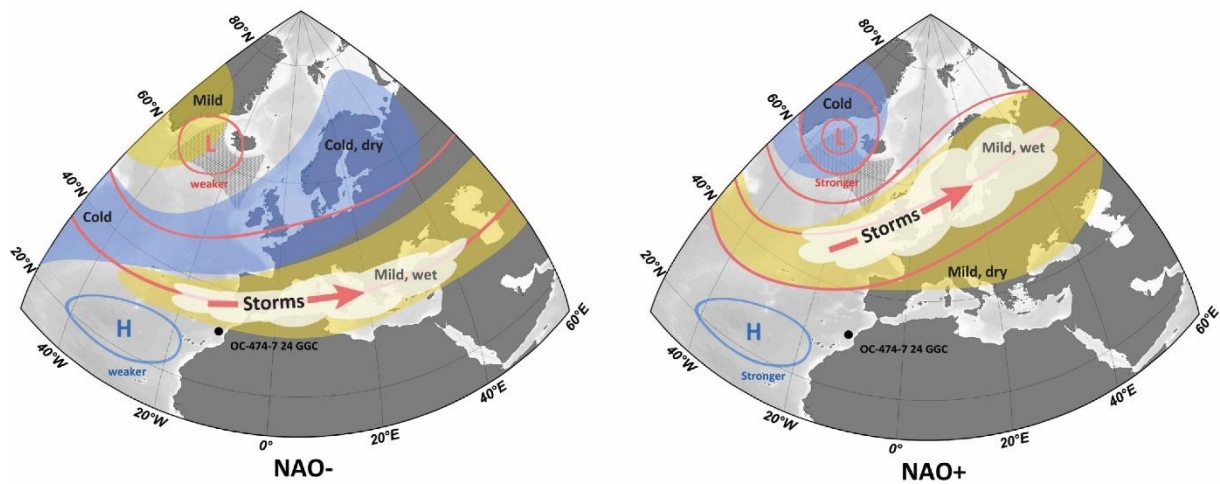 80°N
60°N
40°N
20°N
40°W
20°W
0°
20°E
40°E
60°E
Mild
L
weaker
Cold, dry
Cold
Mild, wet
Storms
H
weaker
OC-474-7 24 GGC
NAO-
80°N
60°N
40°N
20°N
40°W
20°W
0°
20°E
40°E
60°E
Cold
L
Stronger
Mild, wet
Storms
Mild, dry
H
Stronger
OC-474-7 24 GGC
NAO+